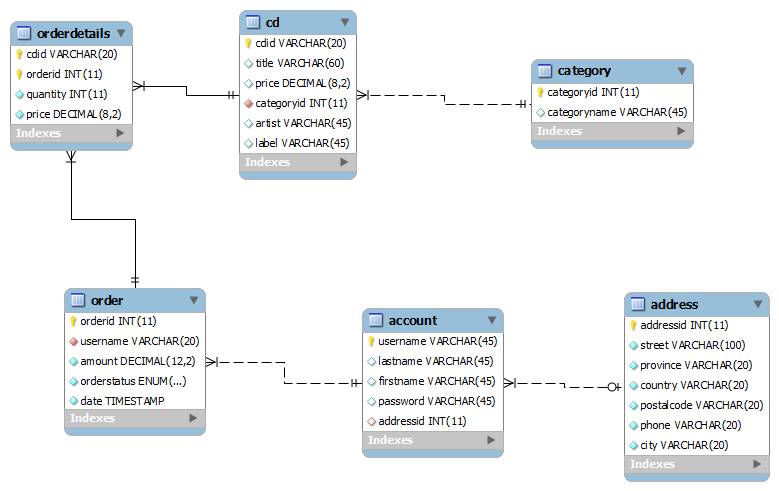 orderdetails
cdid VARCHAR(20)
orderid INT(11)
quantity INT(11)
price DECIMAL(8,2)
Indexes
cd
cdid VARCHAR(20)
title VARCHAR(60)
price DECIMAL(8,2)
categoryid INT(11)
artist VARCHAR(45)
label VARCHAR(45)
Indexes
category
categoryid INT(11)
categoryname VARCHAR(45)
Indexes
order
orderid INT(11)
username VARCHAR(20)
amount DECIMAL(12,2)
orderstatus ENUM(...)
date TIMESTAMP
Indexes
account
username VARCHAR(45)
lastname VARCHAR(45)
firstname VARCHAR(45)
password VARCHAR(45)
addressid INT(11)
Indexes
address
addressid INT(11)
street VARCHAR(100)
province VARCHAR(20)
country VARCHAR(20)
postalcode VARCHAR(20)
phone VARCHAR(20)
city VARCHAR(20)
Indexes